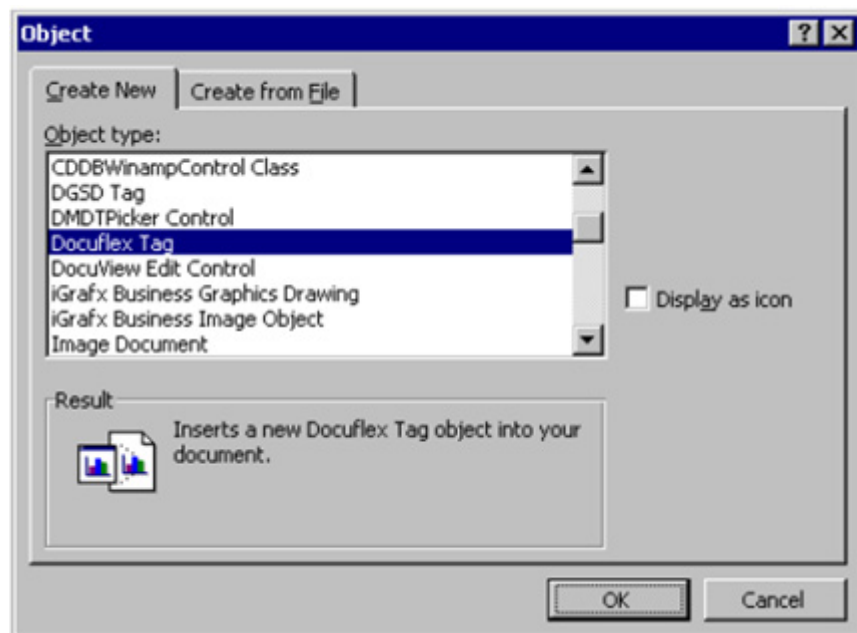 Object
Create New
Create from File
Object type:
CDDBWinampControl Class
DGSD Tag
DMDTPicker Control
Docuflex Tag
DocuView Edit Control
iGrafx Business Graphics Drawing
iGrafx Business Image Object
Image Document
Display as icon
Result
Inserts a new Docuflex Tag object into your
document.
OK
Cancel